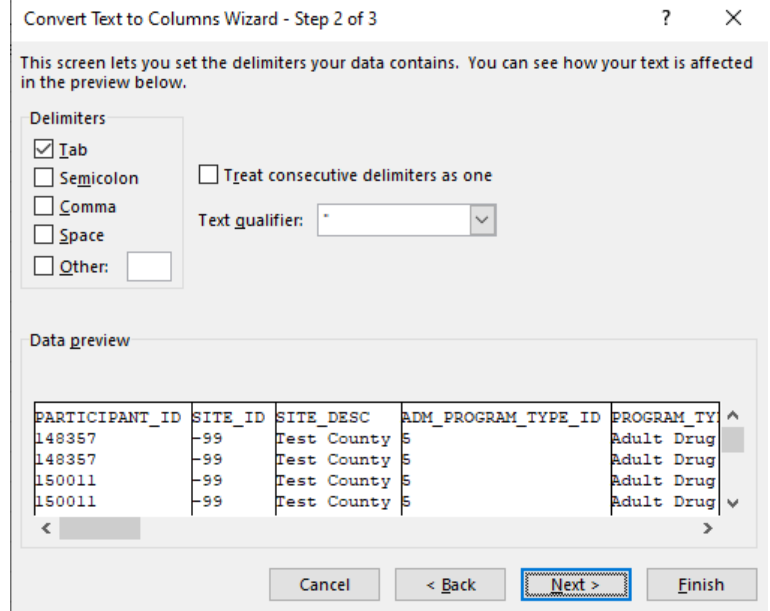 Convert Text to Columns Wizard - Step 2 of 3 ?
This screen lets you set the delimiters your data contains.  You can see how your text is affected
in the preview below.
Delimiters
Tab
Semicolon
Comma
Space
Other:
Treat consecutive delimiters as one
Text qualifier: "
Data preview
PARTICIPANT_ID SITE_ID SITE_DESC ADM_PROGRAM_TYPE_ID PROGRAM_TY
148357 -99 Test County 5 Adult Drug
148357 -99 Test County 5 Adult Drug
150011 -99 Test County 5 Adult Drug
150011 -99 Test County 5 Adult Drug
Cancel < Back Next > Finish